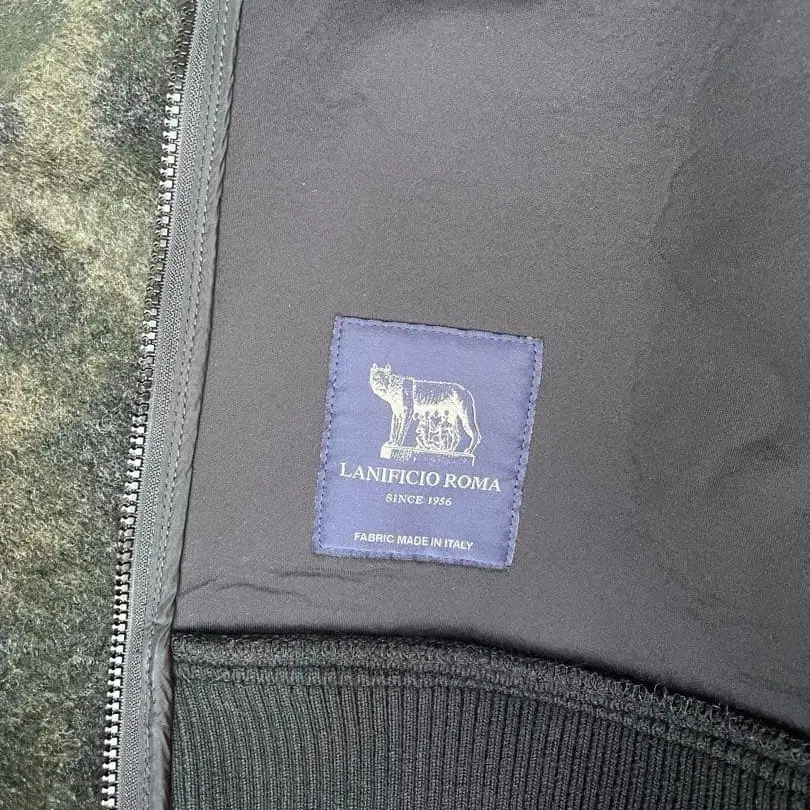 LANIFICIO ROMA
SINCE 1956
FABRIC MADE IN ITALY